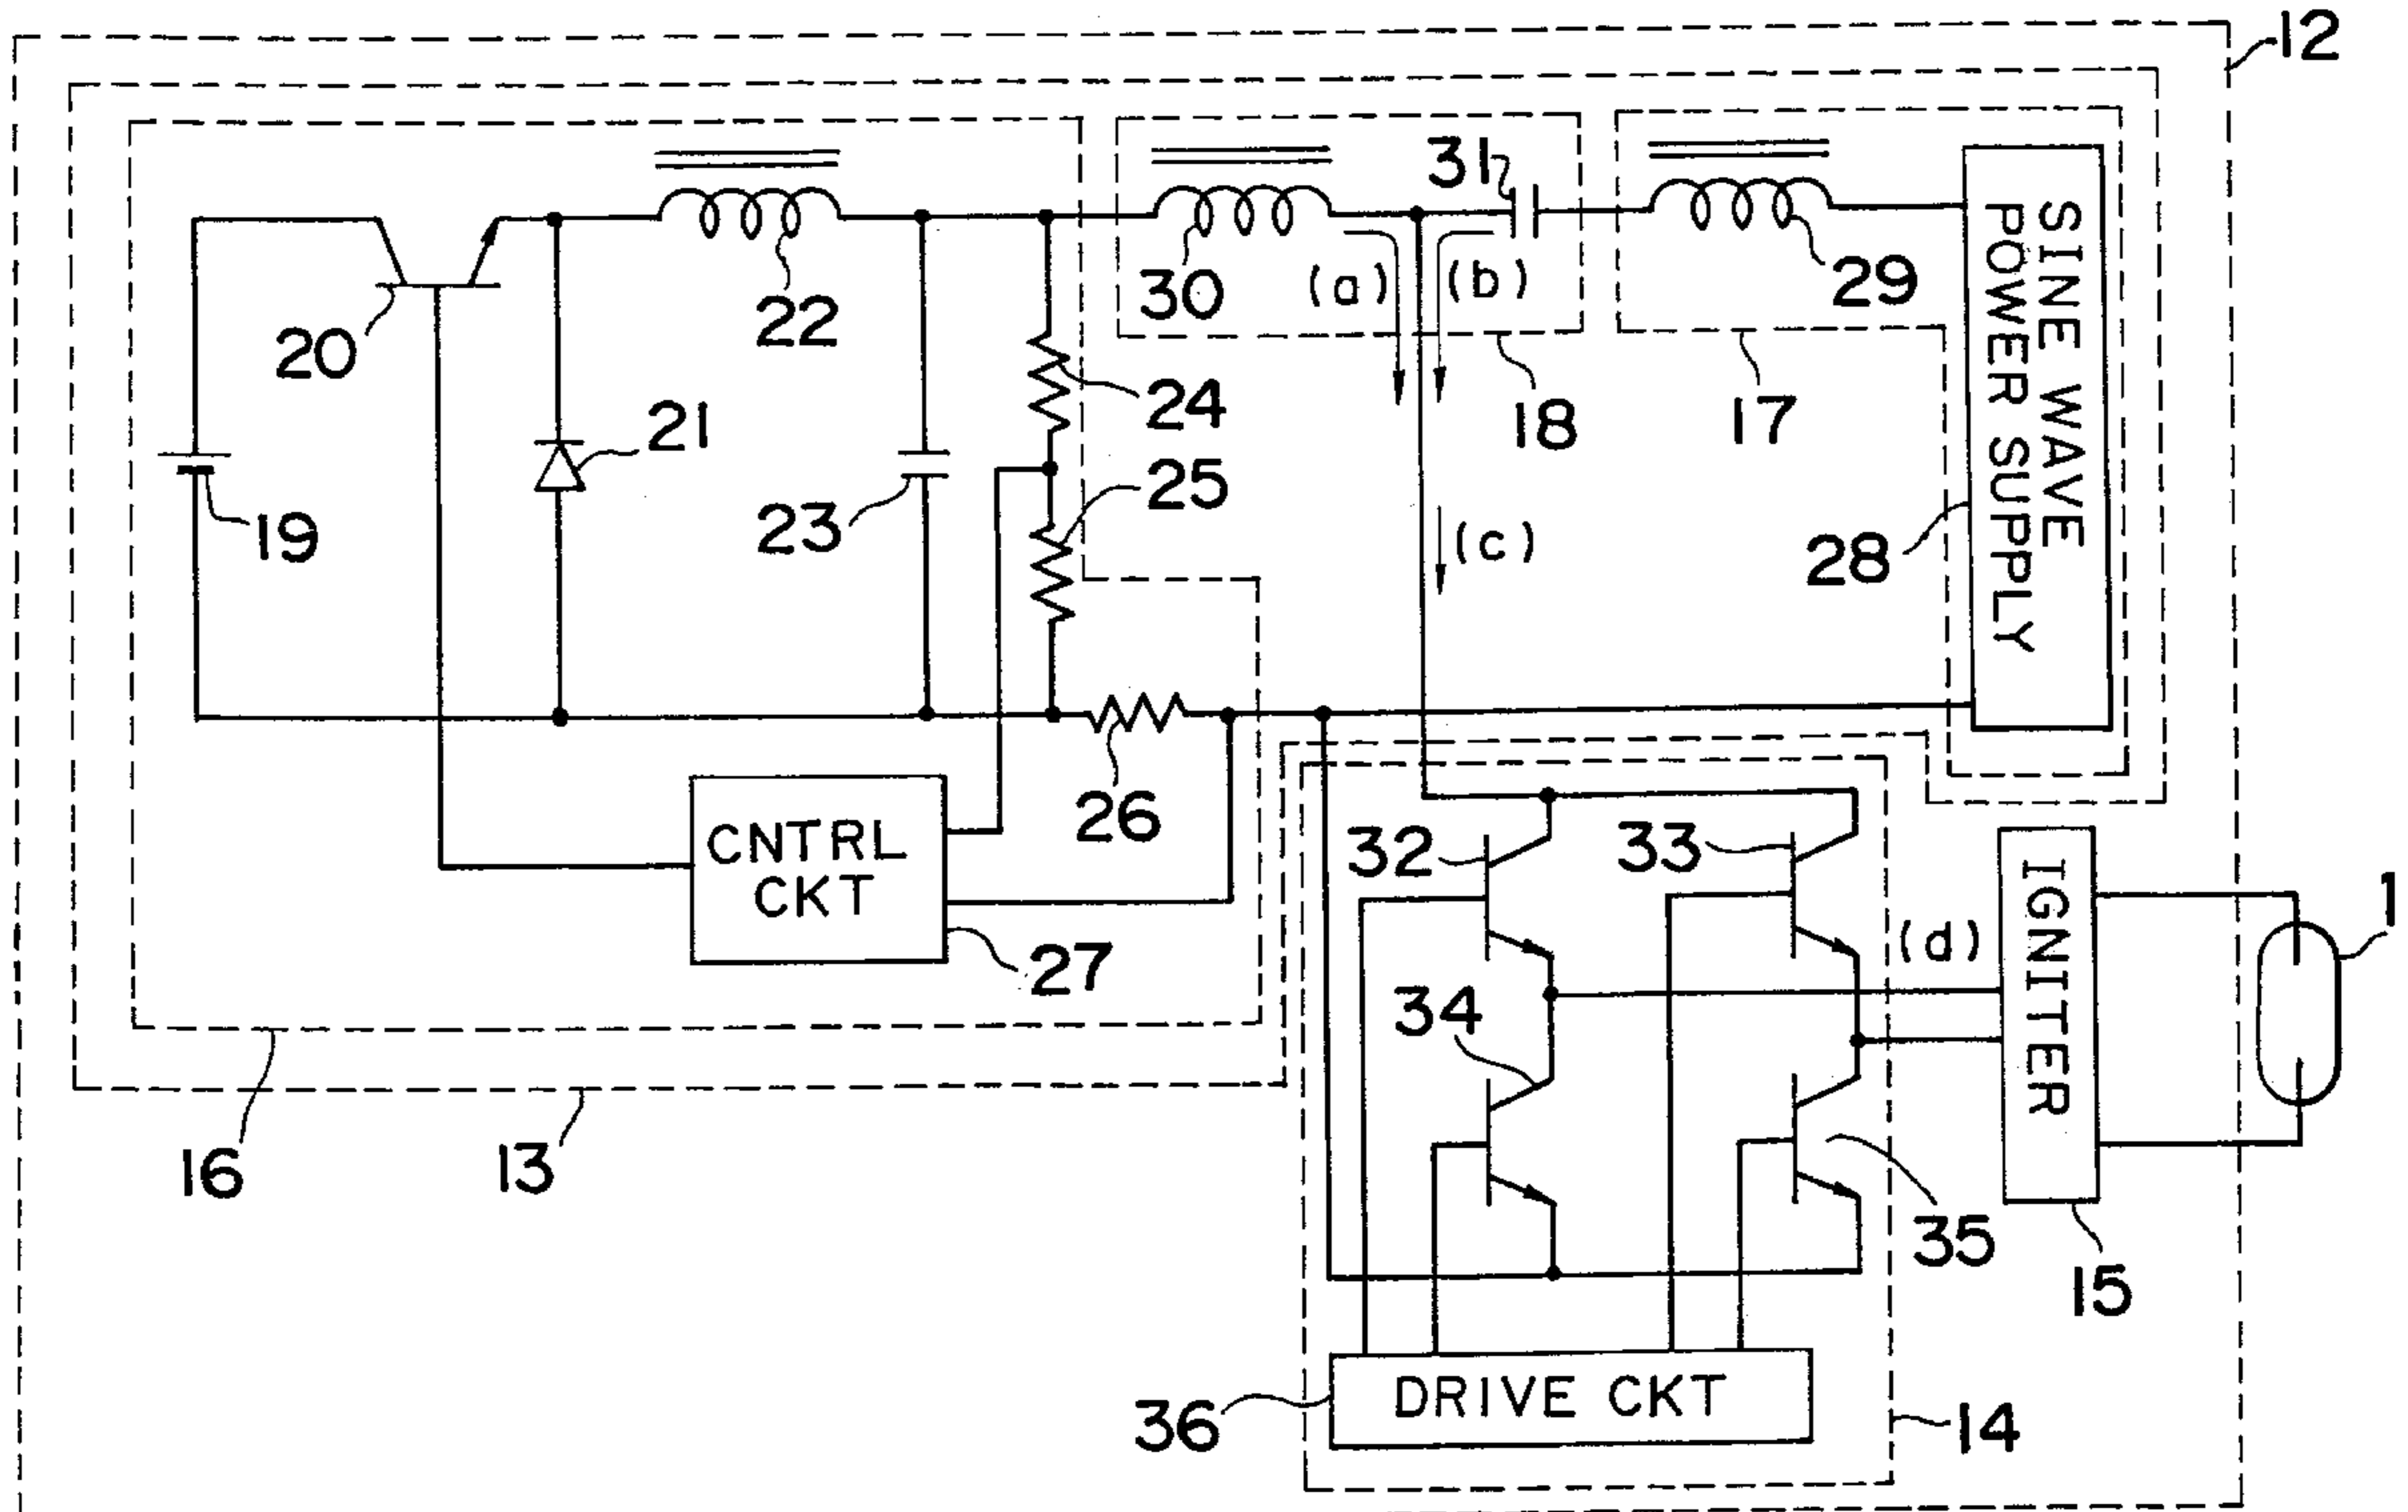 12
31
30
(a)
(b)
29
22
20
21
24
18
17
SINE WAVE
POWER SUPPLY
19
23
25
(c)
28
26
CNTRL
CKT
27
32
33
(d)
IGNITER
1
34
35
16
13
15
36
DRIVE CKT
14